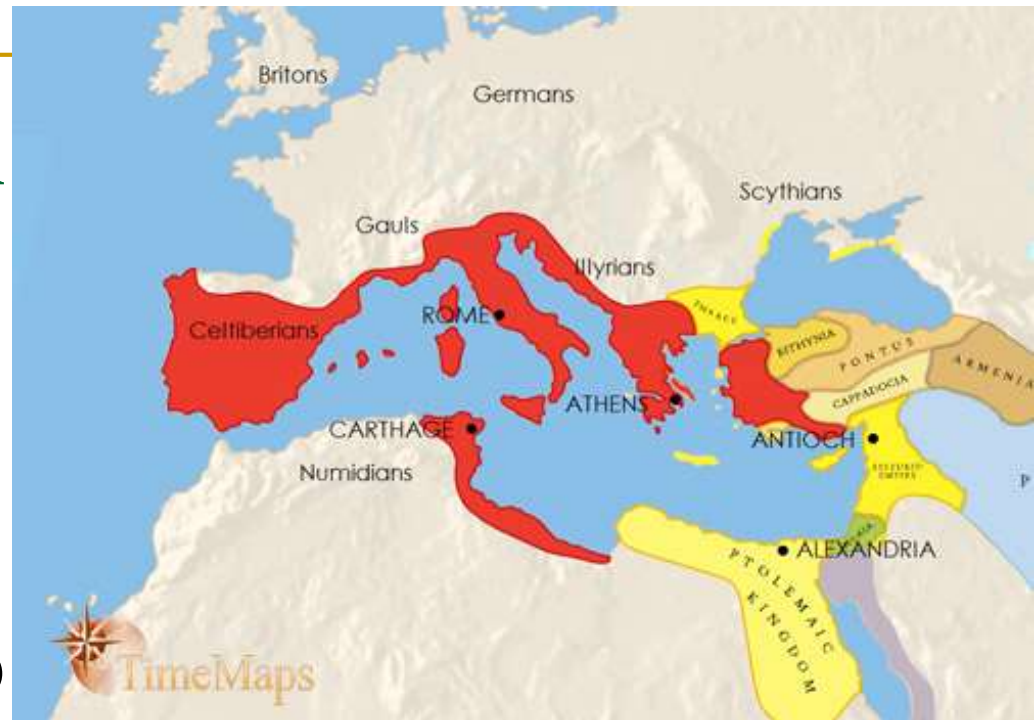 Britons
Germans
Scythians
Gauls
Illyrians
THRACE
ROME
BITHYNIA
Celtiberians
PONTUS
ARMENIA
CAPPADOCIA
ATHENS
CARTHAGE
ANTIOCH
SELEUCID
EMPIRE
Numidians
P
ALEXANDRIA
PTOLEMAIC
KINGDOM
TimeMaps
)